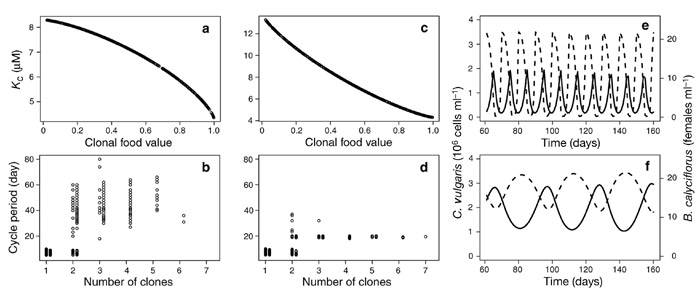 a
K_C (μM)
8
7
6
5
0 0.2 0.4 0.6 0.8 1.0
Clonal food value
c
14
12
10
8
6
4
0 0.2 0.4 0.6 0.8 1.0
Clonal food value
b
Cycle period (day)
80
60
40
20
0
1 2 3 4 5 6 7
Number of clones
d
80
60
40
20
0
1 2 3 4 5 6 7
Number of clones
e
4
3
2
1
0
20
10
0
60 80 100 120 140 160
Time (days)
f
4
3
2
1
0
20
10
0
60 80 100 120 140 160
Time (days)
C. vulgaris (10⁶ cells ml⁻¹)
B. calyciflorus (females ml⁻¹)